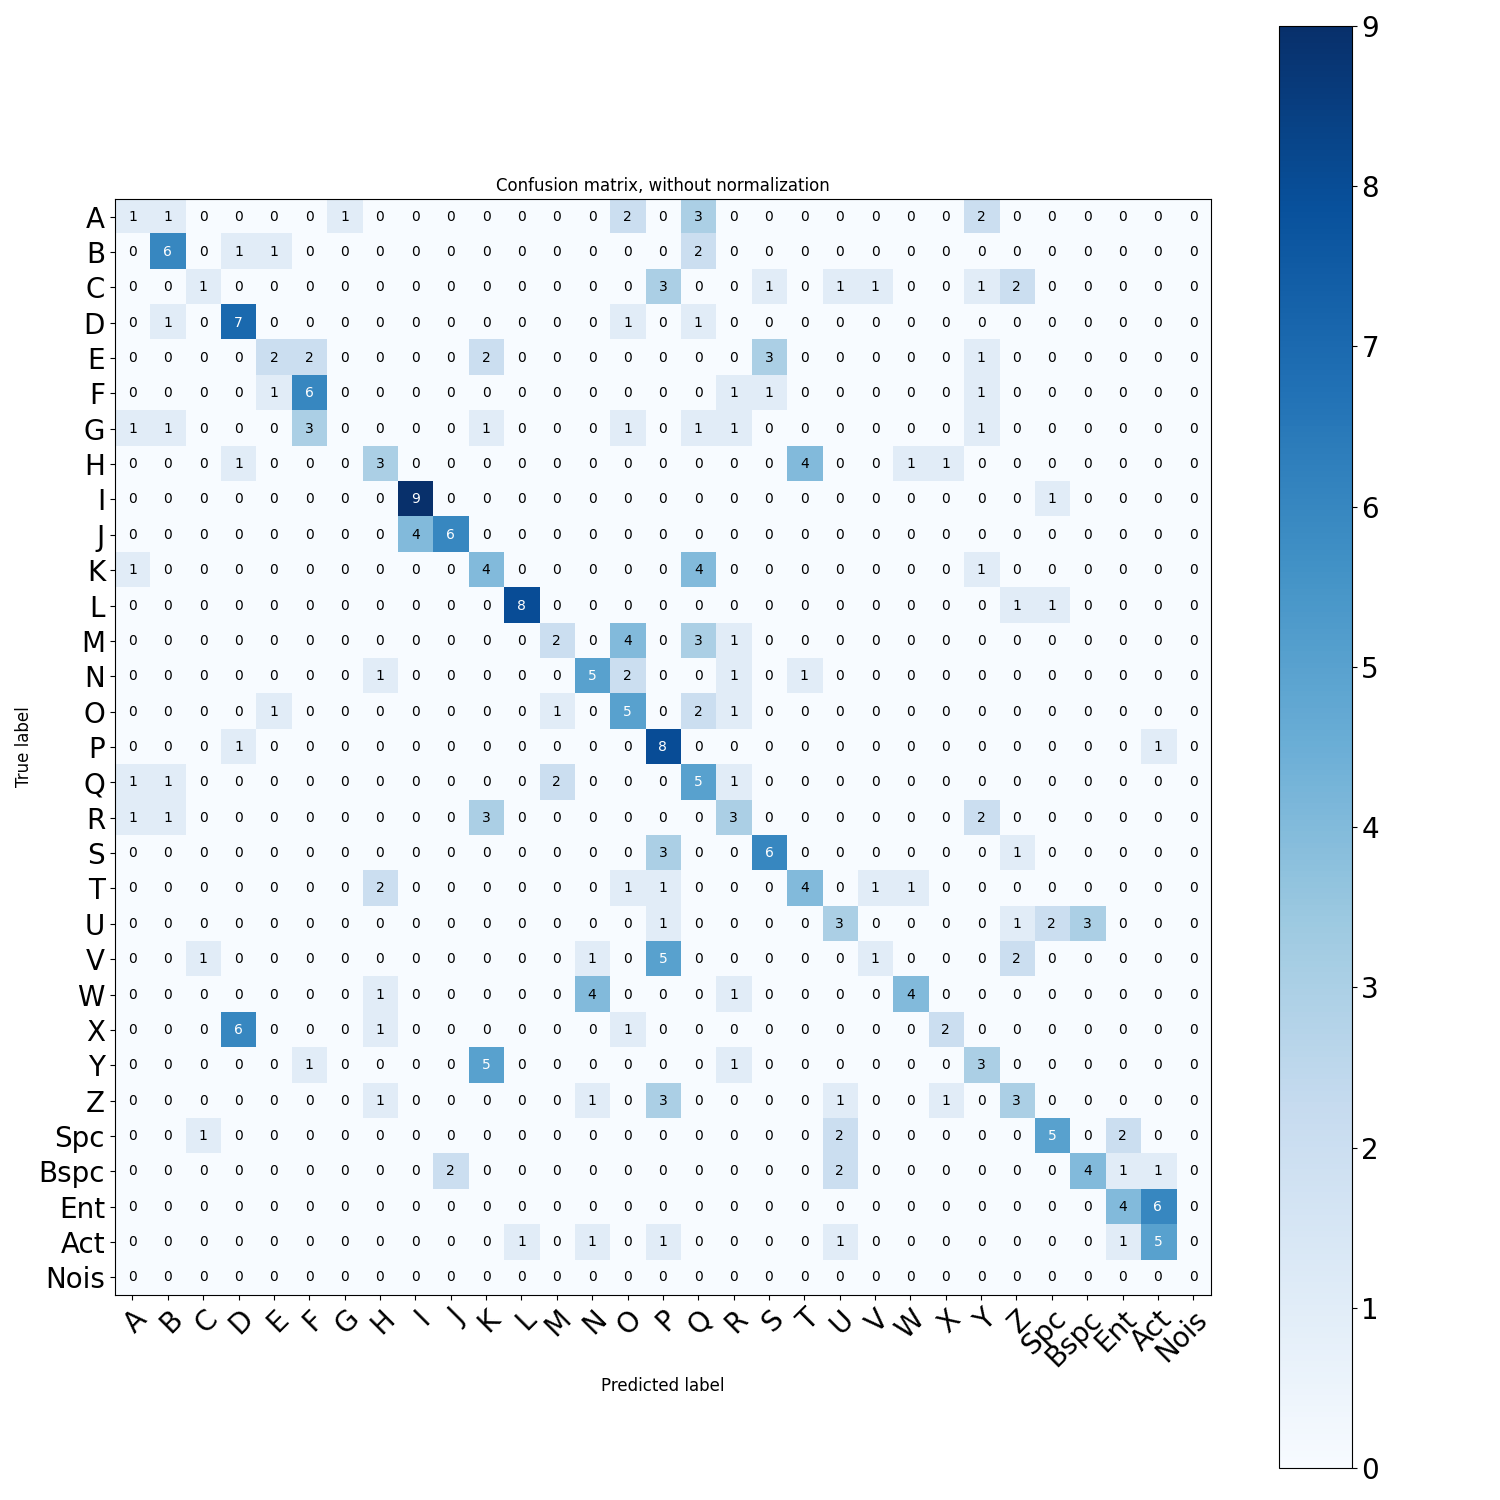 Confusion matrix, without normalization
A 1 1 0 0 0 0 1 0 0 0 0 0 0 0 2 0 3 0 0 0 0 0 0 0 2 0 0 0 0 0 0
B 0 6 0 1 1 0 0 0 0 0 0 0 0 0 0 0 2 0 0 0 0 0 0 0 0 0 0 0 0 0 0
C 0 0 1 0 0 0 0 0 0 0 0 0 0 0 0 3 0 0 1 0 1 1 0 0 1 2 0 0 0 0 0
D 0 1 0 7 0 0 0 0 0 0 0 0 0 0 1 0 1 0 0 0 0 0 0 0 0 0 0 0 0 0 0
E 0 0 0 0 2 2 0 0 0 0 2 0 0 0 0 0 0 0 3 0 0 0 0 0 1 0 0 0 0 0 0
F 0 0 0 0 1 6 0 0 0 0 0 0 0 0 0 0 0 1 1 0 0 0 0 0 1 0 0 0 0 0 0
G 1 1 0 0 0 3 0 0 0 0 1 0 0 0 1 0 1 1 0 0 0 0 0 0 1 0 0 0 0 0 0
H 0 0 0 1 0 0 0 3 0 0 0 0 0 0 0 0 0 0 0 4 0 0 1 1 0 0 0 0 0 0 0
I 0 0 0 0 0 0 0 0 9 0 0 0 0 0 0 0 0 0 0 0 0 0 0 0 0 0 1 0 0 0 0
J 0 0 0 0 0 0 0 0 4 6 0 0 0 0 0 0 0 0 0 0 0 0 0 0 0 0 0 0 0 0 0
K 1 0 0 0 0 0 0 0 0 0 4 0 0 0 0 0 4 0 0 0 0 0 0 0 1 0 0 0 0 0 0
L 0 0 0 0 0 0 0 0 0 0 0 8 0 0 0 0 0 0 0 0 0 0 0 0 0 1 1 0 0 0 0
M 0 0 0 0 0 0 0 0 0 0 0 0 2 0 4 0 3 1 0 0 0 0 0 0 0 0 0 0 0 0 0
N 0 0 0 0 0 0 0 1 0 0 0 0 0 5 2 0 0 1 0 1 0 0 0 0 0 0 0 0 0 0 0
O 0 0 0 0 1 0 0 0 0 0 0 0 1 0 5 0 2 1 0 0 0 0 0 0 0 0 0 0 0 0 0
P 0 0 0 1 0 0 0 0 0 0 0 0 0 0 0 8 0 0 0 0 0 0 0 0 0 0 0 0 0 1 0
Q 1 1 0 0 0 0 0 0 0 0 0 0 2 0 0 0 5 1 0 0 0 0 0 0 0 0 0 0 0 0 0
R 1 1 0 0 0 0 0 0 0 0 3 0 0 0 0 0 0 3 0 0 0 0 0 0 2 0 0 0 0 0 0
S 0 0 0 0 0 0 0 0 0 0 0 0 0 0 0 3 0 0 6 0 0 0 0 0 0 1 0 0 0 0 0
T 0 0 0 0 0 0 0 2 0 0 0 0 0 0 1 1 0 0 0 4 0 1 1 0 0 0 0 0 0 0 0
U 0 0 0 0 0 0 0 0 0 0 0 0 0 0 0 1 0 0 0 0 3 0 0 0 0 1 2 3 0 0 0
V 0 0 1 0 0 0 0 0 0 0 0 0 0 1 0 5 0 0 0 0 0 1 0 0 0 2 0 0 0 0 0
W 0 0 0 0 0 0 0 1 0 0 0 0 0 4 0 0 0 1 0 0 0 0 4 0 0 0 0 0 0 0 0
X 0 0 0 6 0 0 0 1 0 0 0 0 0 0 1 0 0 0 0 0 0 0 0 2 0 0 0 0 0 0 0
Y 0 0 0 0 0 1 0 0 0 0 5 0 0 0 0 0 0 1 0 0 0 0 0 0 3 0 0 0 0 0 0
Z 0 0 0 0 0 0 0 1 0 0 0 0 0 1 0 3 0 0 0 0 1 0 0 1 0 3 0 0 0 0 0
Spc 0 0 1 0 0 0 0 0 0 0 0 0 0 0 0 0 0 0 0 0 2 0 0 0 0 0 5 0 2 0 0
Bspc 0 0 0 0 0 0 0 0 0 2 0 0 0 0 0 0 0 0 0 0 2 0 0 0 0 0 0 4 1 1 0
Ent 0 0 0 0 0 0 0 0 0 0 0 0 0 0 0 0 0 0 0 0 0 0 0 0 0 0 0 0 4 6 0
Act 0 0 0 0 0 0 0 0 0 0 0 1 0 1 0 1 0 0 0 0 1 0 0 0 0 0 0 0 1 5 0
Nois 0 0 0 0 0 0 0 0 0 0 0 0 0 0 0 0 0 0 0 0 0 0 0 0 0 0 0 0 0 0 0
A B C D E F G H I J K L M N O P Q R S T U V W X Y Z Spc Bspc Ent Act Nois
Predicted label
True label
9
8
7
6
5
4
3
2
1
0